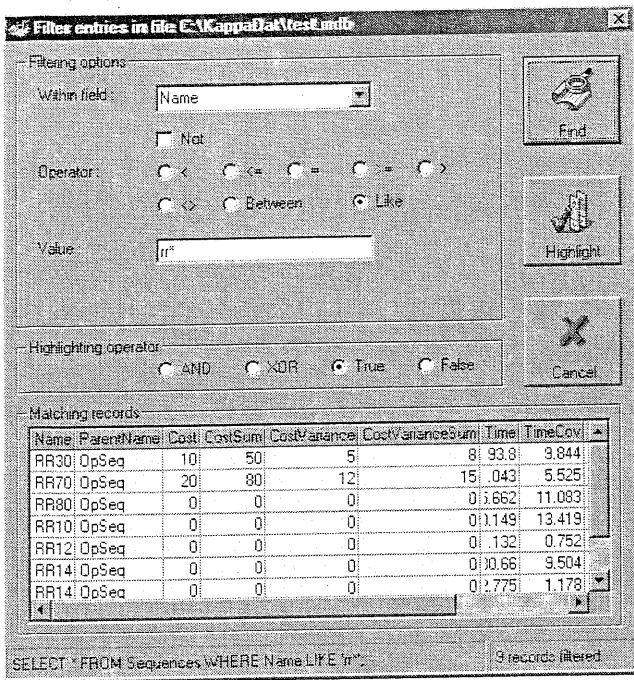 Filter entries in file C:\KappaDat\test.mdb
Filtering options
Within field :
Name
Find
Not
Operator :
< <= = >= >
<> Between Like
Value
rr*
Highlight
Highlighting operator
AND XOR True False
Cancel
Matching records
Name ParentName Cost CostSum CostVariance CostVarianceSum Time TimeCov
RR30 OpSeq 10 50 5 8 93.8 9.844
RR70 OpSeq 20 80 12 15 .043 5.525
RR80 OpSeq 0 0 0 0 .662 11.083
RR10 OpSeq 0 0 0 0 .149 13.419
RR12 OpSeq 0 0 0 0 .132 0.752
RR14 OpSeq 0 0 0 0 0.66 9.504
RR14 OpSeq 0 0 0 0 .775 1.178
SELECT * FROM Sequences WHERE Name LIKE 'rr*';
9 records filtered